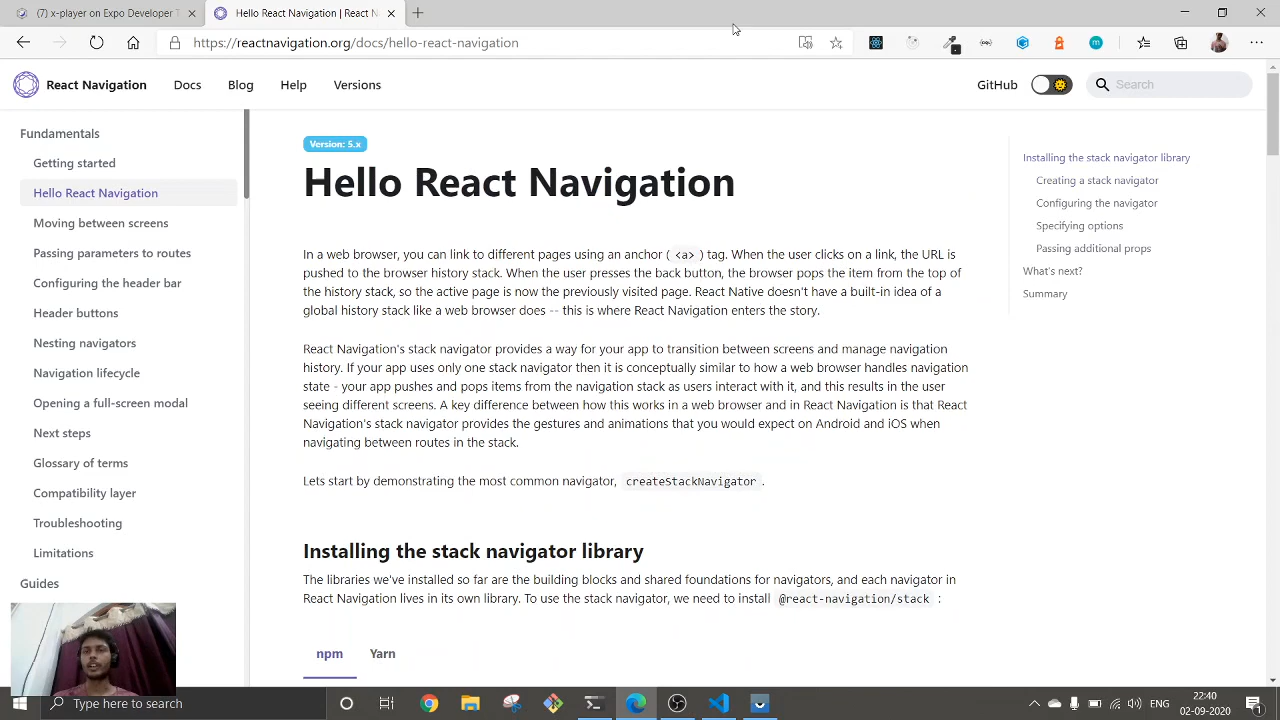 (7) x-player on Expo Developer T
Hello React Navigation | React N
https://reactnavigation.org/docs/hello-react-navigation
React Navigation
Docs
Blog
Help
Versions
GitHub
Search
Fundamentals
Getting started
Hello React Navigation
Moving between screens
Passing parameters to routes
Configuring the header bar
Header buttons
Nesting navigators
Navigation lifecycle
Opening a full-screen modal
Next steps
Glossary of terms
Compatibility layer
Troubleshooting
Limitations
Guides
Version: 5.x
Hello React Navigation
In a web browser, you can link to different pages using an anchor ( <a> ) tag. When the user clicks on a link, the URL is
pushed to the browser history stack. When the user presses the back button, the browser pops the item from the top of
the history stack, so the active page is now the previously visited page. React Native doesn't have a built-in idea of a
global history stack like a web browser does -- this is where React Navigation enters the story.
React Navigation's stack navigator provides a way for your app to transition between screens and manage navigation
history. If your app uses only one stack navigator then it is conceptually similar to how a web browser handles navigation
state - your app pushes and pops items from the navigation stack as users interact with it, and this results in the user
seeing different screens. A key difference between how this works in a web browser and in React Navigation is that React
Navigation's stack navigator provides the gestures and animations that you would expect on Android and iOS when
navigating between routes in the stack.
Lets start by demonstrating the most common navigator, createStackNavigator.
Installing the stack navigator library
The libraries we've installed so far are the building blocks and shared foundations for navigators, and each navigator in
React Navigation lives in its own library. To use the stack navigator, we need to install @react-navigation/stack :
npm
Yarn
Installing the stack navigator library
Creating a stack navigator
Configuring the navigator
Specifying options
Passing additional props
What's next?
Summary
Type here to search
ENG
22:40
02-09-2020